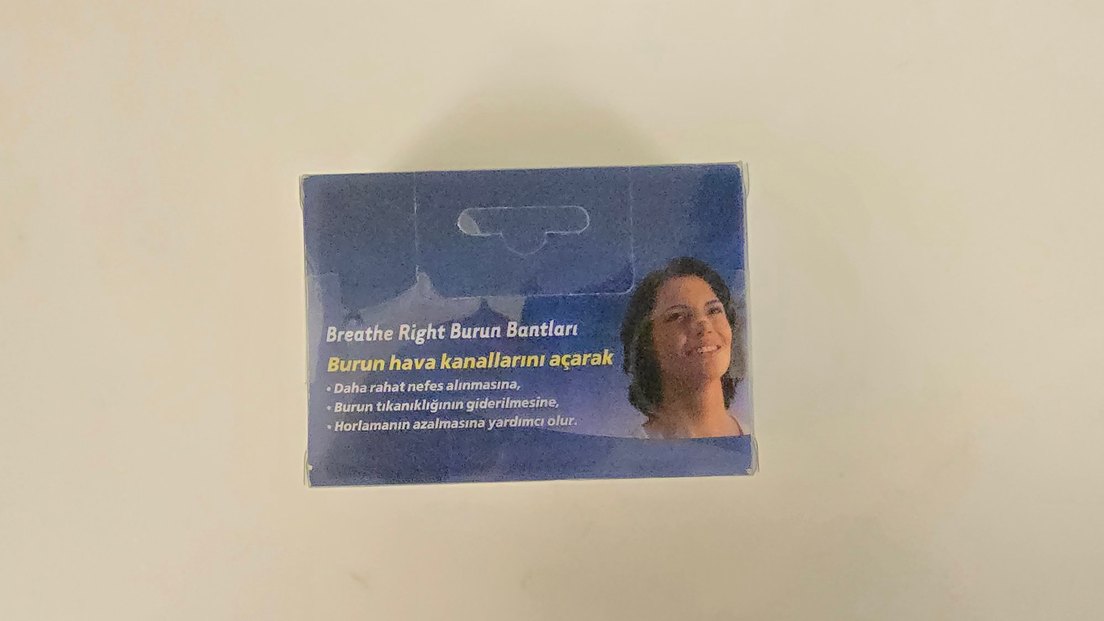 Breathe Right Burun Bantları
Burun hava kanallarını açarak
• Daha rahat nefes alınmasına,
• Burun tıkanıklığının giderilmesine,
• Horlamanın azalmasına yardımcı olur.